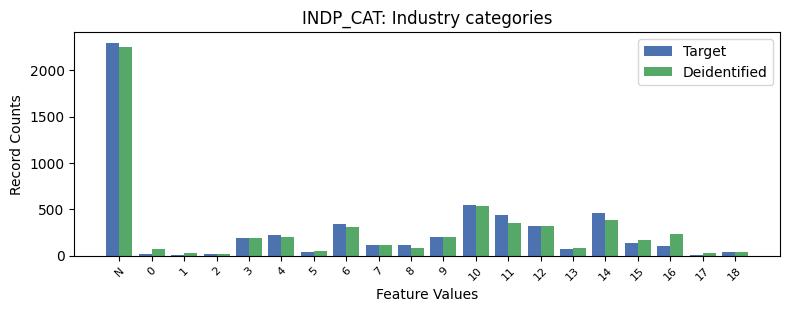 INDP_CAT: Industry categories
Target
Deidentified
Record Counts
2000
1500
1000
500
0
N 0 1 2 3 4 5 6 7 8 9 10 11 12 13 14 15 16 17 18
Feature Values